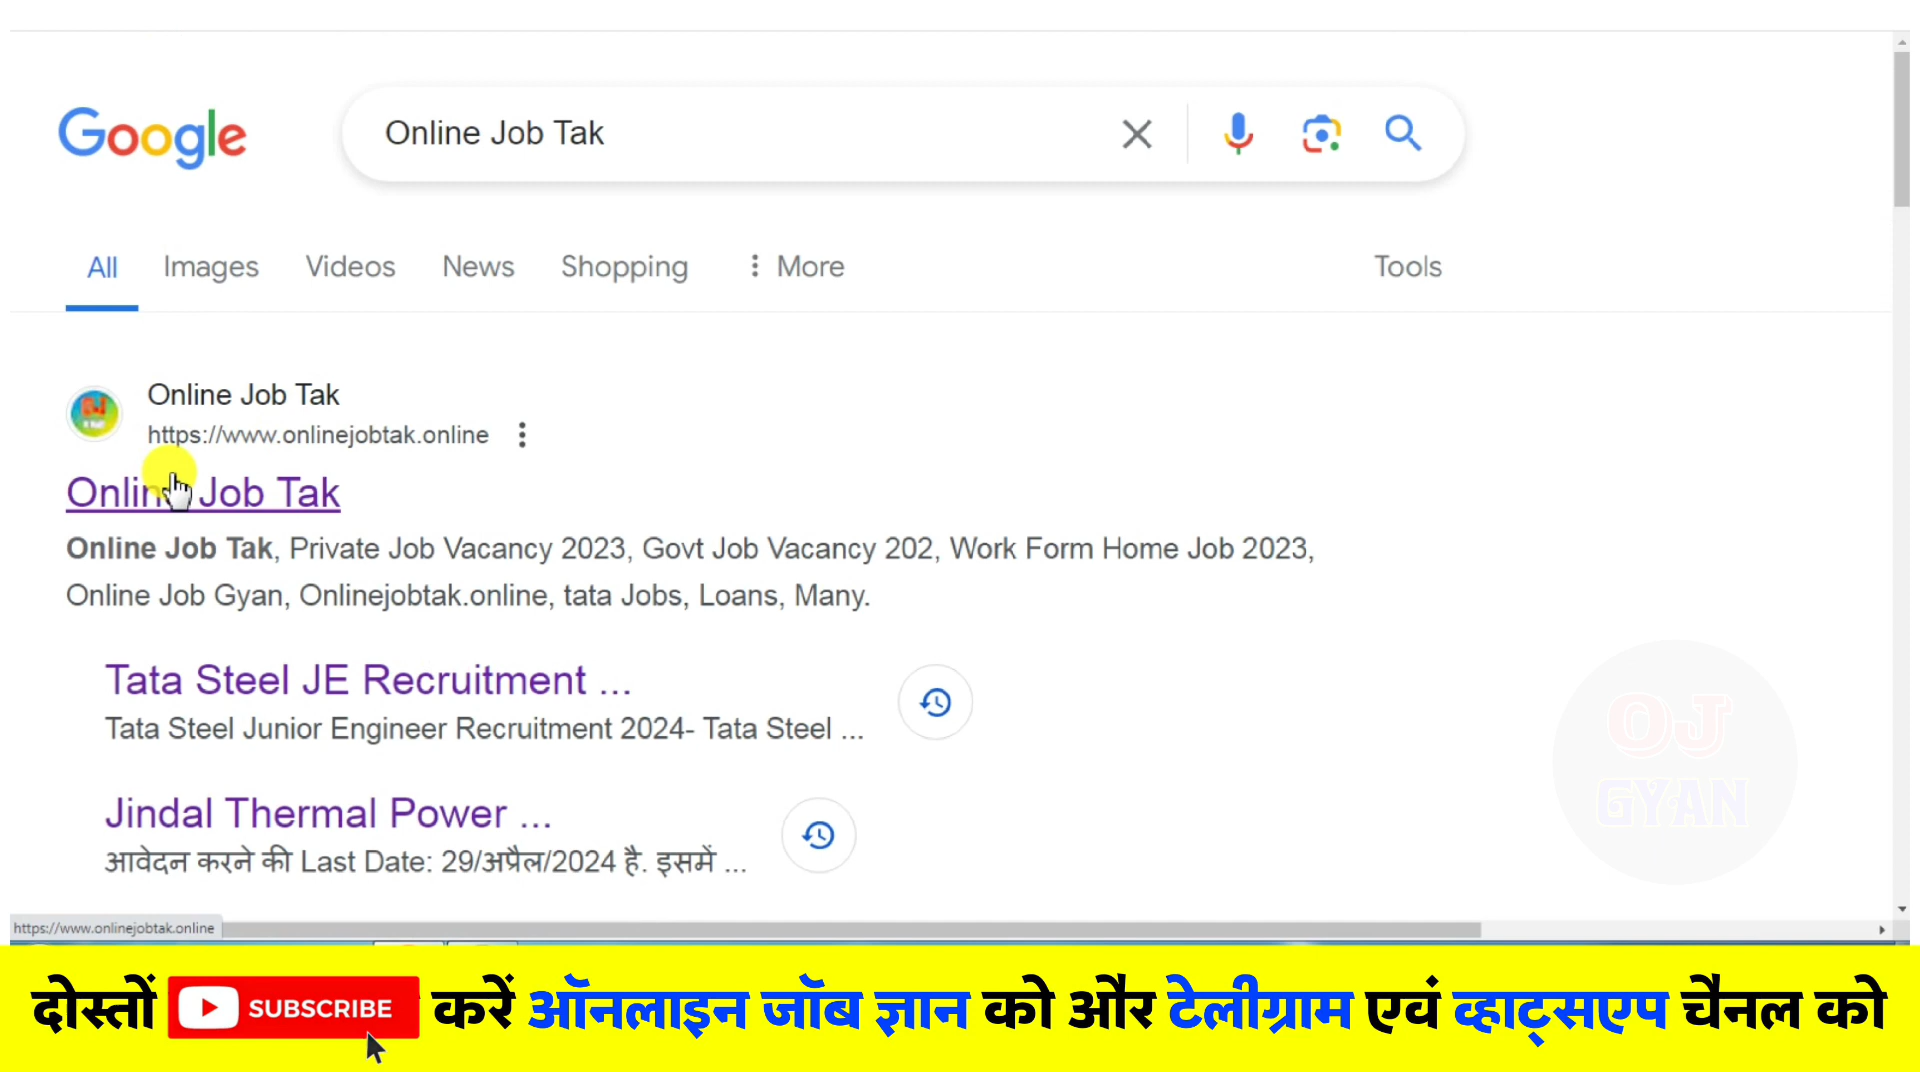 Google
Online Job Tak
All Images Videos News Shopping More Tools
Online Job Tak
https://www.onlinejobtak.online
Online Job Tak
Online Job Tak, Private Job Vacancy 2023, Govt Job Vacancy 202, Work Form Home Job 2023,
Online Job Gyan, Onlinejobtak.online, tata Jobs, Loans, Many.
Tata Steel JE Recruitment ...
Tata Steel Junior Engineer Recruitment 2024- Tata Steel ...
Jindal Thermal Power ...
आवेदन करने की Last Date: 29/अप्रैल/2024 है. इसमें ...
OJ
GYAN
https://www.onlinejobtak.online
दोस्तों SUBSCRIBE करें ऑनलाइन जॉब ज्ञान को और टेलीग्राम एवं व्हाट्सएप चैनल को